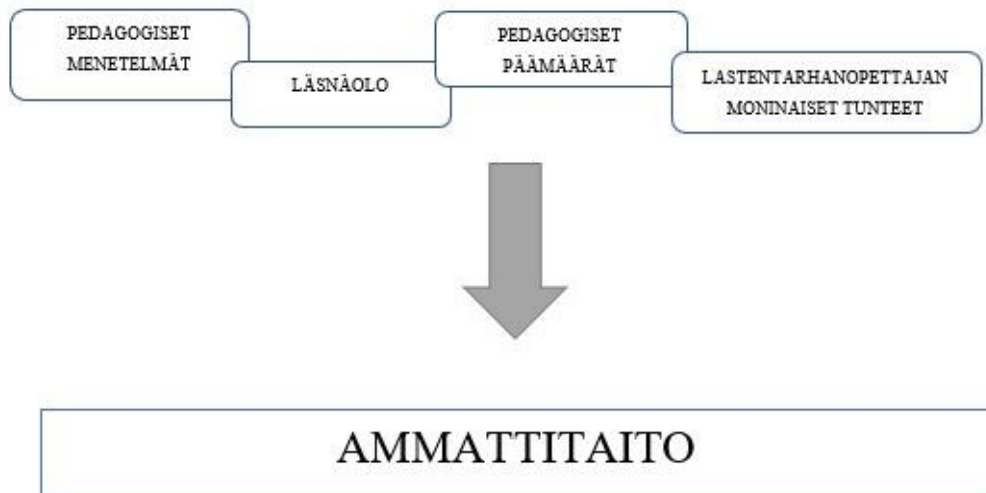 PEDAGOGISET
MENETELMÄT
LÄSNÄOLO
PEDAGOGISET
PÄÄMÄÄRÄT
LASTENTARHANOPETTAJAN
MONINAISET TUNTEET
AMMATTITAITO